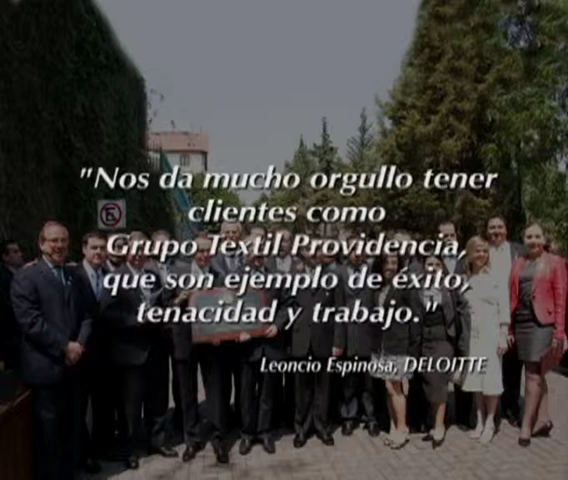 "Nos da mucho orgullo tener
clientes como
Grupo Textil Providencia,
que son ejemplo de éxito,
tenacidad y trabajo."
Leoncio Espinosa, DELOITTE